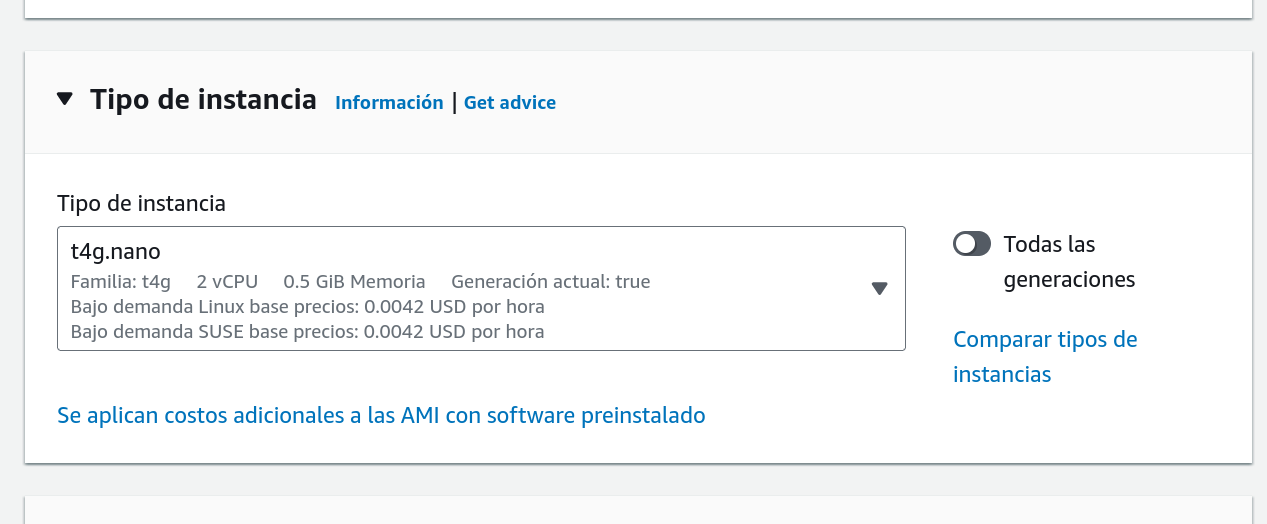 Tipo de instancia Información | Get advice
Tipo de instancia
t4g.nano
Familia: t4g 2 vCPU 0.5 GiB Memoria Generación actual: true
Bajo demanda Linux base precios: 0.0042 USD por hora
Bajo demanda SUSE base precios: 0.0042 USD por hora
Todas las
generaciones
Comparar tipos de
instancias
Se aplican costos adicionales a las AMI con software preinstalado